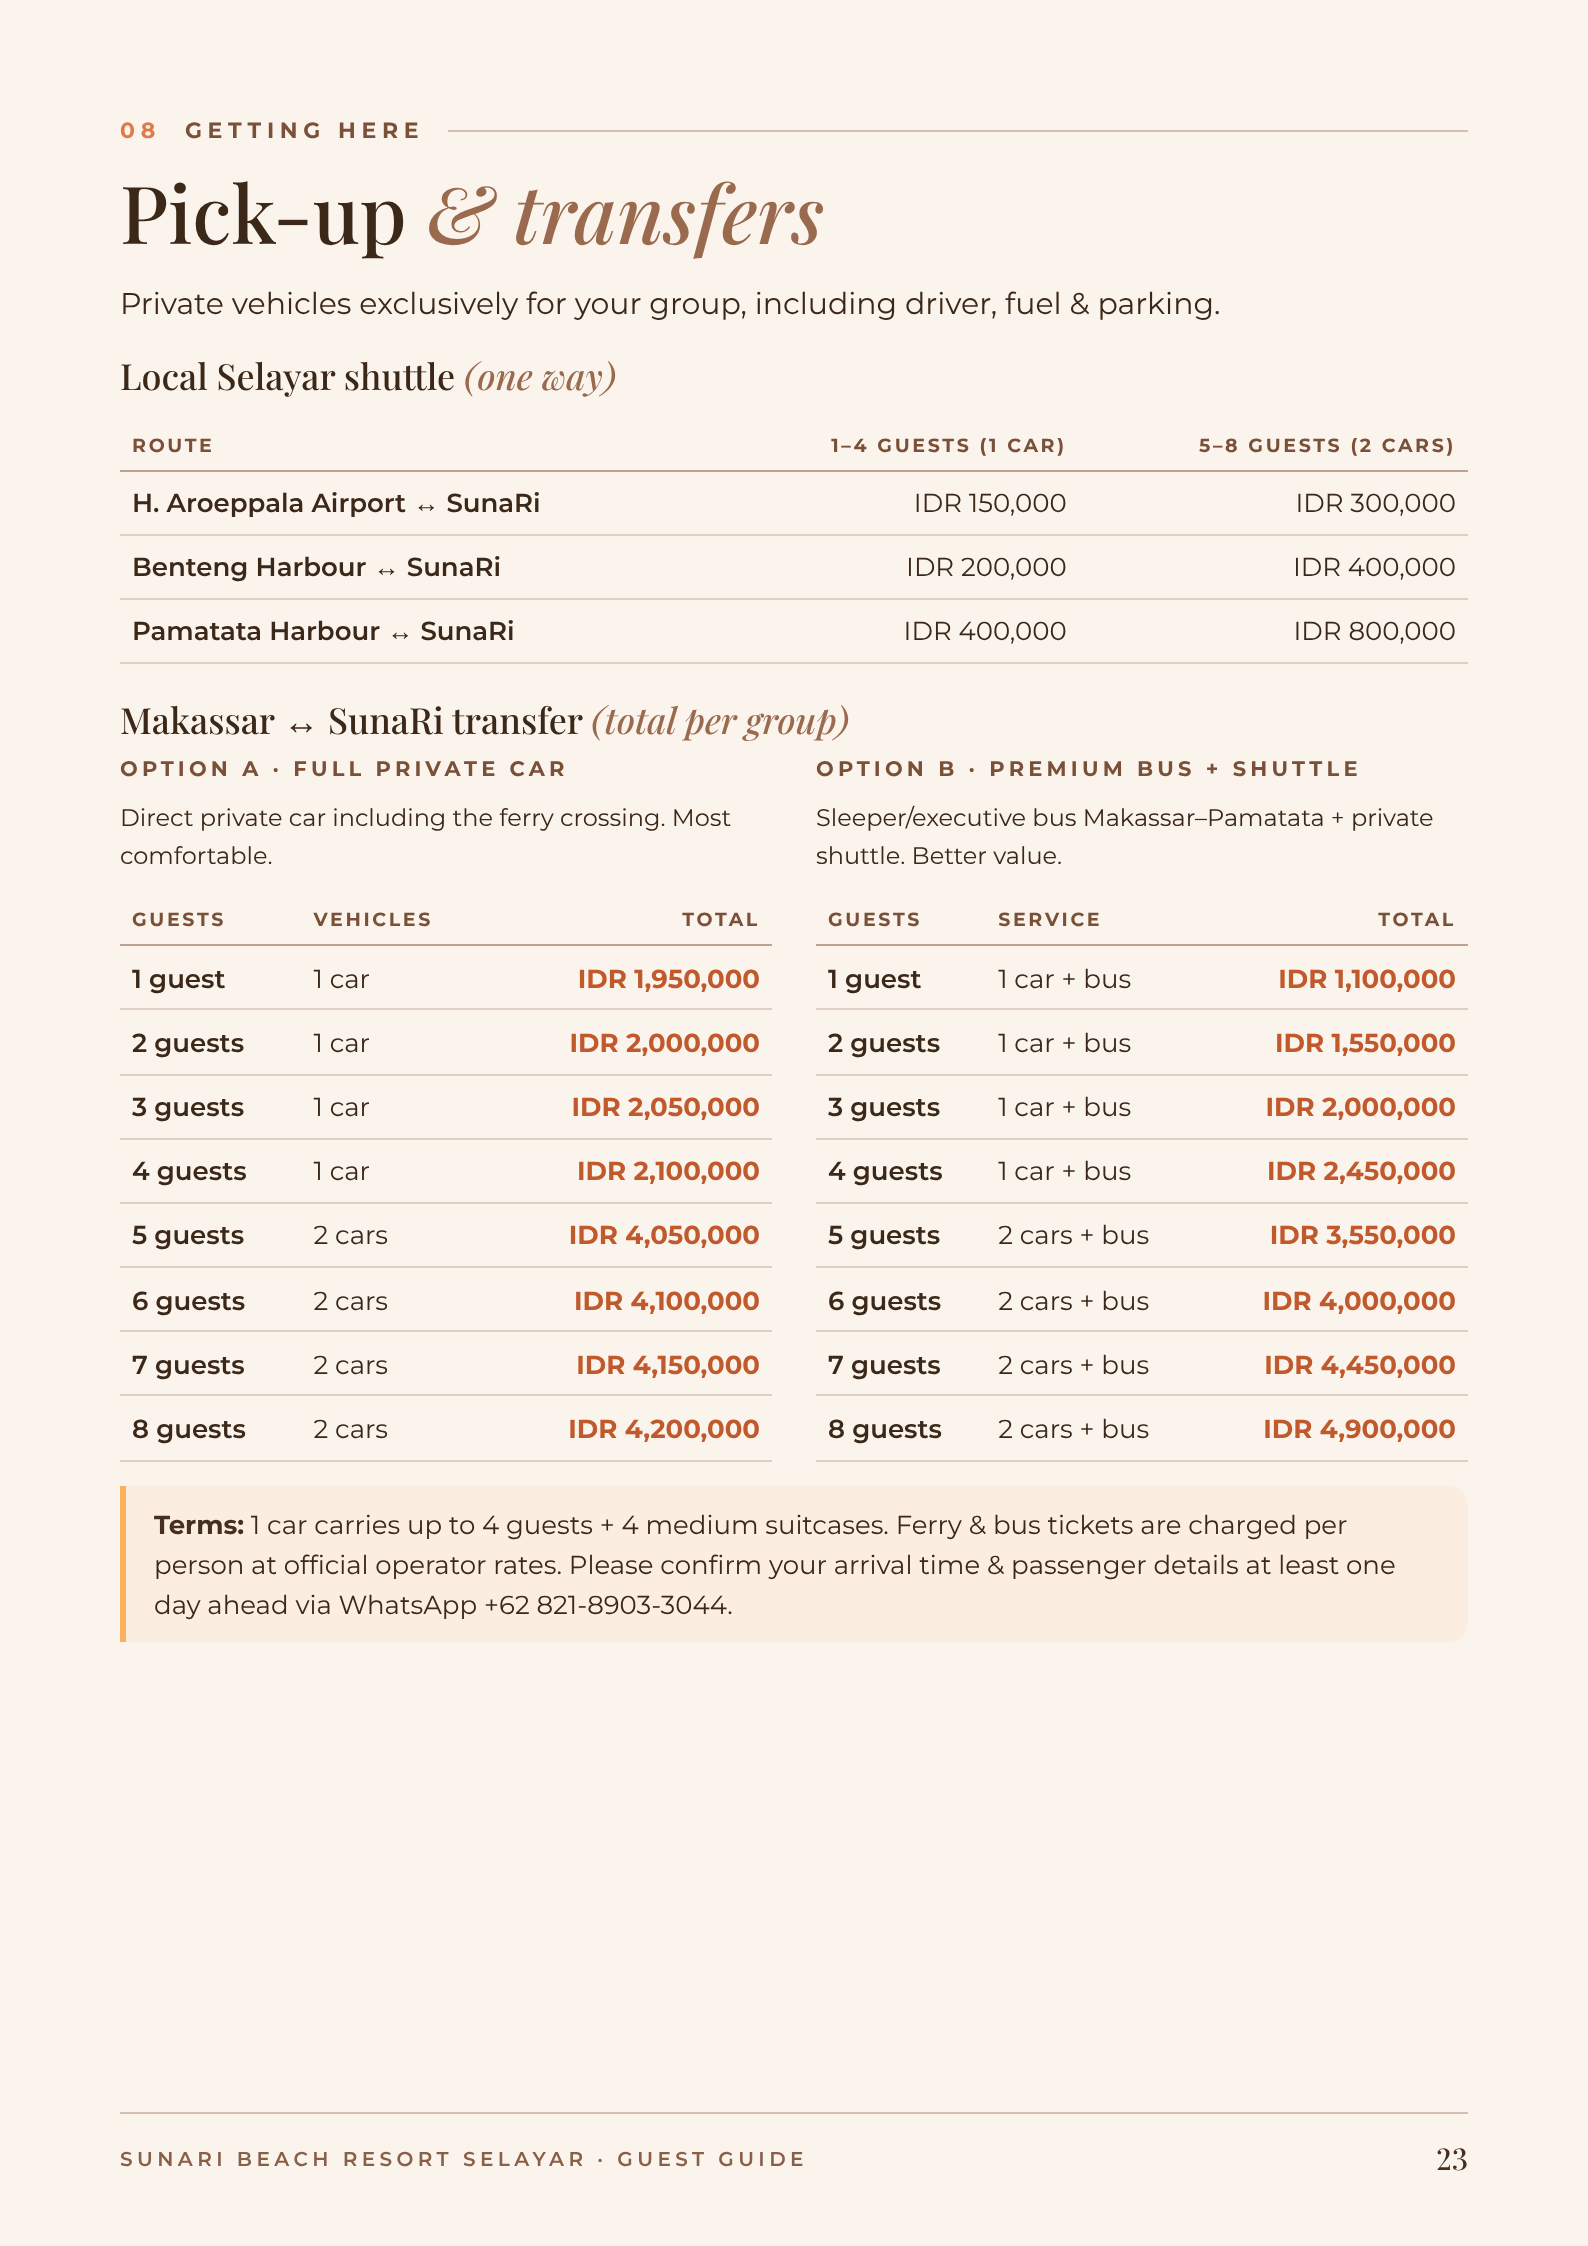 08 GETTING HERE
Pick-up & transfers
Private vehicles exclusively for your group, including driver, fuel & parking.
Local Selayar shuttle (one way)
ROUTE 1–4 GUESTS (1 CAR) 5–8 GUESTS (2 CARS)
H. Aroeppala Airport ↔ SunaRi IDR 150,000 IDR 300,000
Benteng Harbour ↔ SunaRi IDR 200,000 IDR 400,000
Pamatata Harbour ↔ SunaRi IDR 400,000 IDR 800,000
Makassar ↔ SunaRi transfer (total per group)
OPTION A · FULL PRIVATE CAR
Direct private car including the ferry crossing. Most
comfortable.
GUESTS VEHICLES TOTAL
1 guest 1 car IDR 1,950,000
2 guests 1 car IDR 2,000,000
3 guests 1 car IDR 2,050,000
4 guests 1 car IDR 2,100,000
5 guests 2 cars IDR 4,050,000
6 guests 2 cars IDR 4,100,000
7 guests 2 cars IDR 4,150,000
8 guests 2 cars IDR 4,200,000
OPTION B · PREMIUM BUS + SHUTTLE
Sleeper/executive bus Makassar–Pamatata + private
shuttle. Better value.
GUESTS SERVICE TOTAL
1 guest 1 car + bus IDR 1,100,000
2 guests 1 car + bus IDR 1,550,000
3 guests 1 car + bus IDR 2,000,000
4 guests 1 car + bus IDR 2,450,000
5 guests 2 cars + bus IDR 3,550,000
6 guests 2 cars + bus IDR 4,000,000
7 guests 2 cars + bus IDR 4,450,000
8 guests 2 cars + bus IDR 4,900,000
Terms: 1 car carries up to 4 guests + 4 medium suitcases. Ferry & bus tickets are charged per
person at official operator rates. Please confirm your arrival time & passenger details at least one
day ahead via WhatsApp +62 821-8903-3044.
SUNARI BEACH RESORT SELAYAR · GUEST GUIDE 23